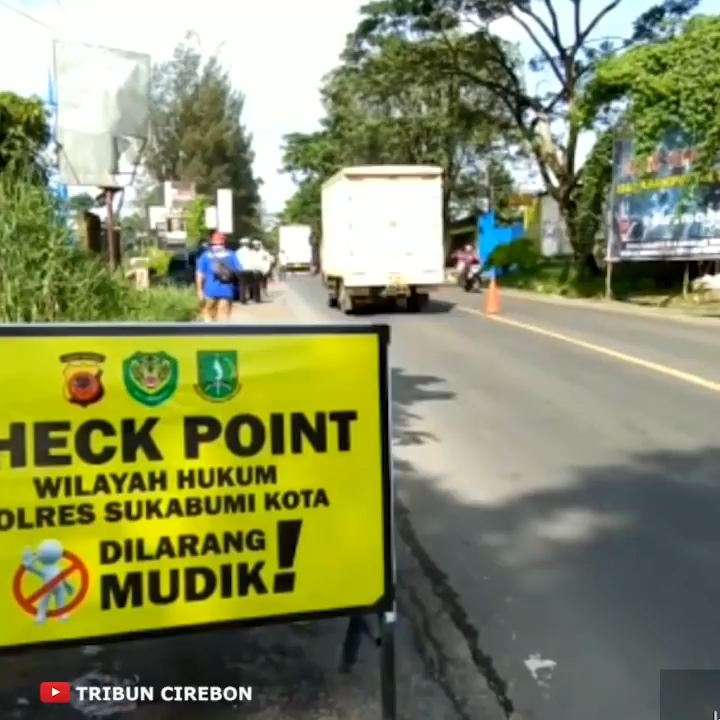 HECK POINT
WILAYAH HUKUM
OLRES SUKABUMI KOTA
DILARANG
MUDIK!
TRIBUN CIREBON